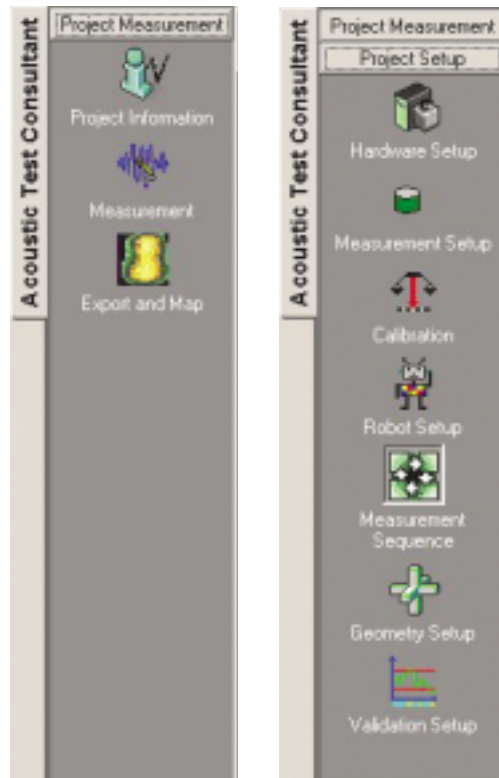 Acoustic Test Consultant
Project Measurement
Project Information
Measurement
Export and Map
Acoustic Test Consultant
Project Measurement
Project Setup
Hardware Setup
Measurement Setup
Calibration
Robot Setup
Measurement
Sequence
Geometry Setup
Validation Setup